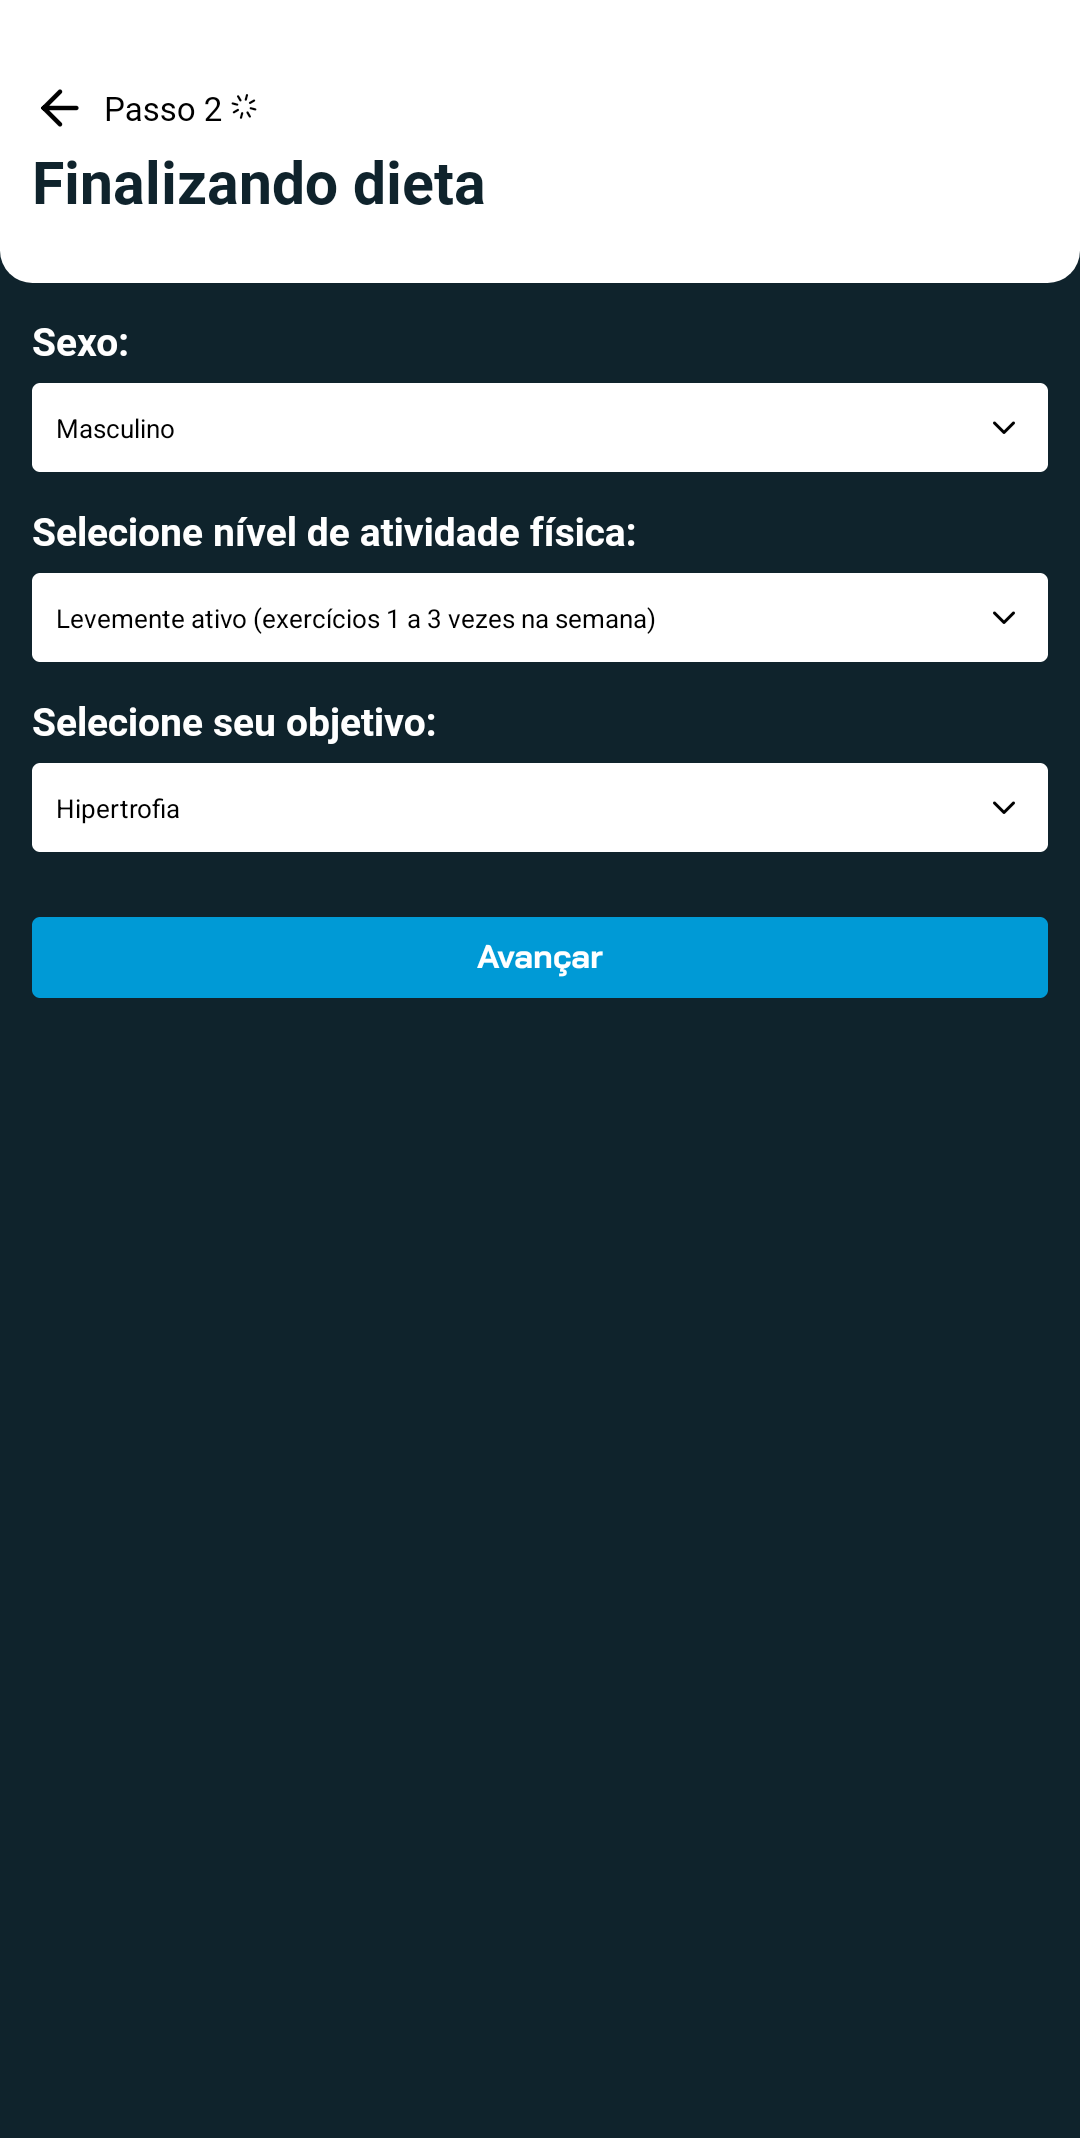 Passo 2
Finalizando dieta
Sexo:
Masculino
Selecione nível de atividade física:
Levemente ativo (exercícios 1 a 3 vezes na semana)
Selecione seu objetivo:
Hipertrofia
Avançar